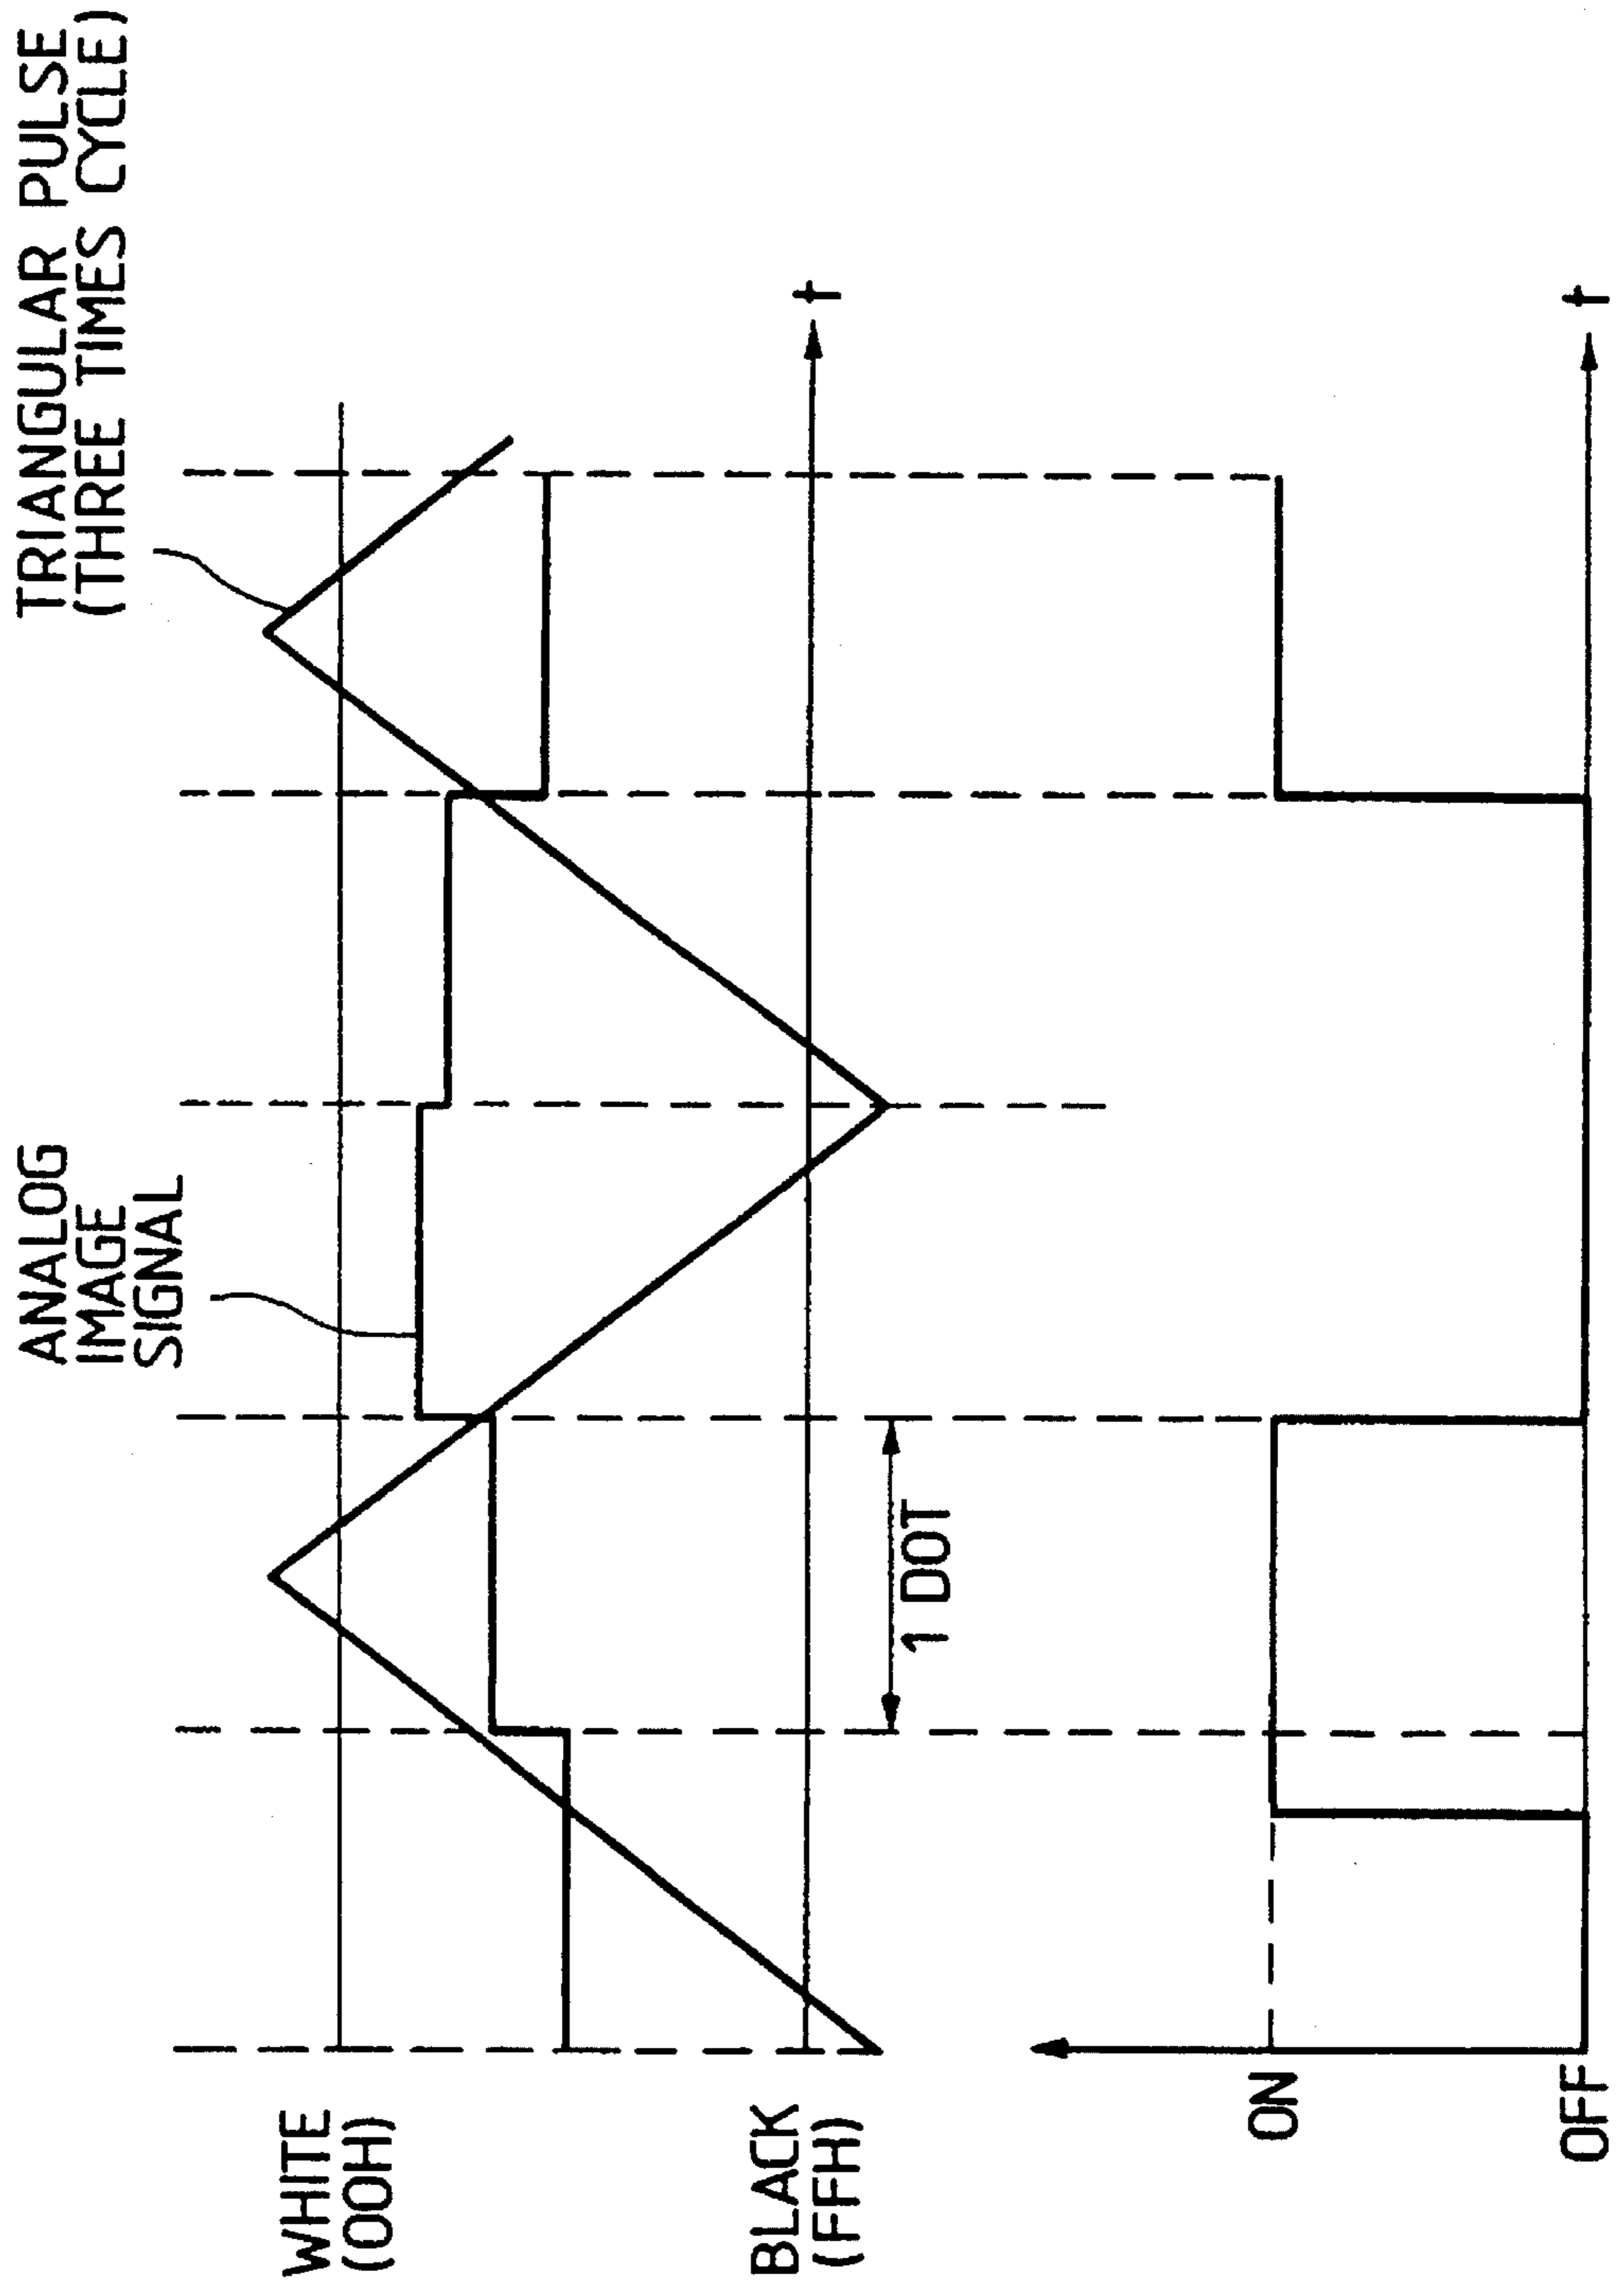 TRIANGULAR PULSE
(THREE TIMES CYCLE)
ANALOG
IMAGE
SIGNAL
WHITE
(00H)
BLACK
(FFH)
t
1 DOT
ON
OFF
t